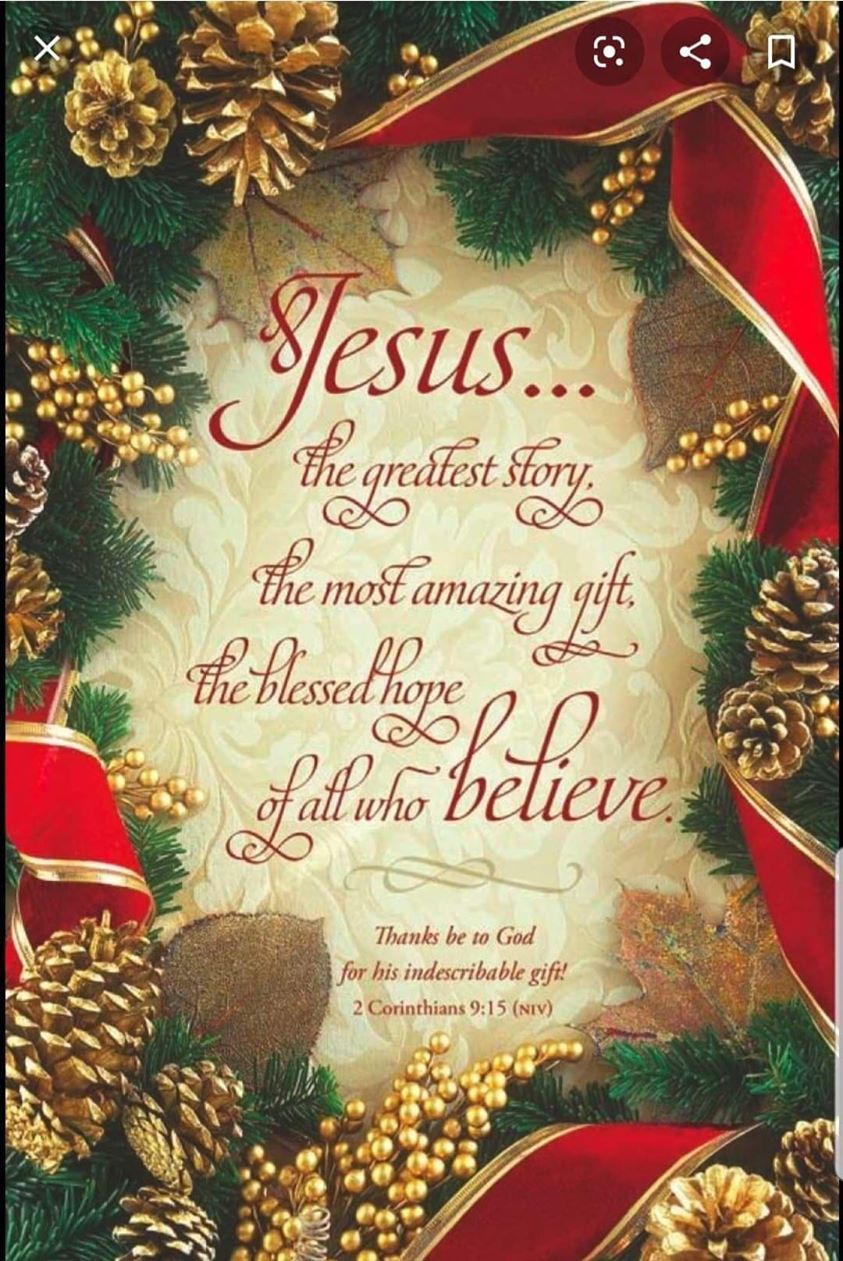 Jesus...
the greatest story,
the most amazing gift,
the blessed hope
of all who believe.
Thanks be to God
for his indescribable gift!
2 Corinthians 9:15 (NIV)